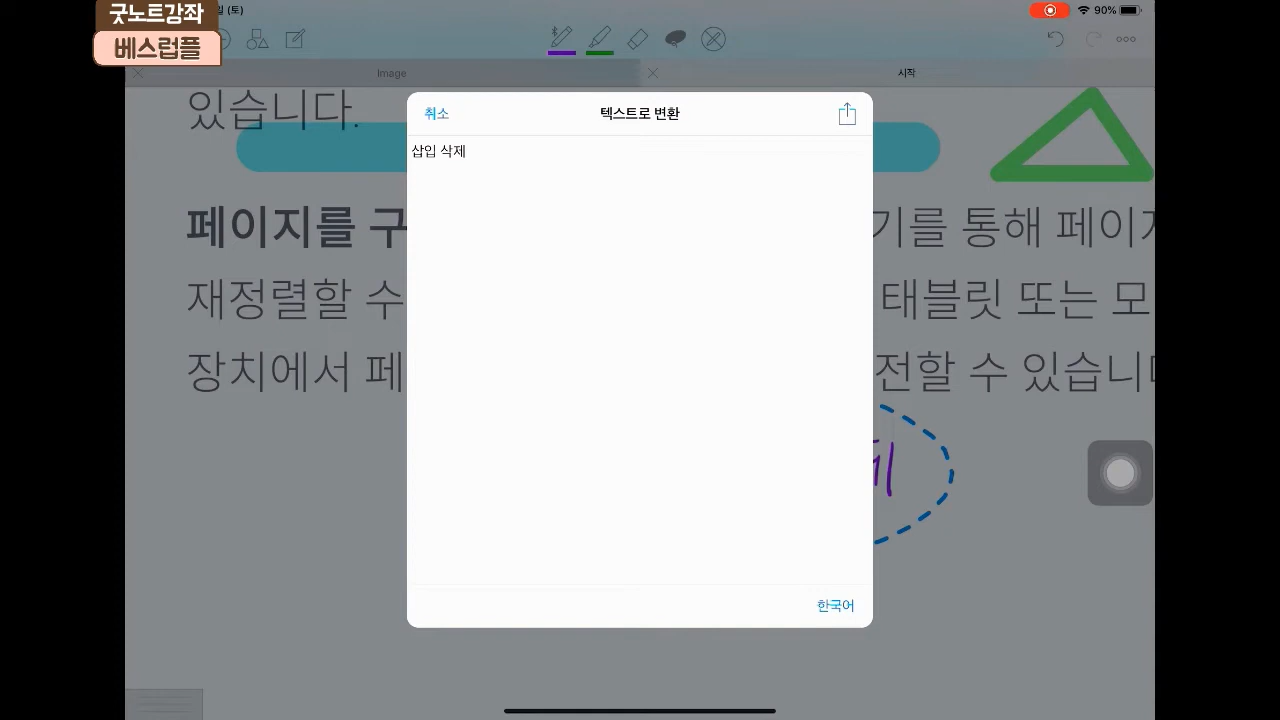 굿노트강좌
베스럽플
일 (토)
90%
Image
시작
있습니다.
취소
텍스트로 변환
삽입 삭제
페이지를 구
기를 통해 페이지
재정렬할 수
태블릿 또는 모
장치에서 페
전할 수 있습니다
한국어